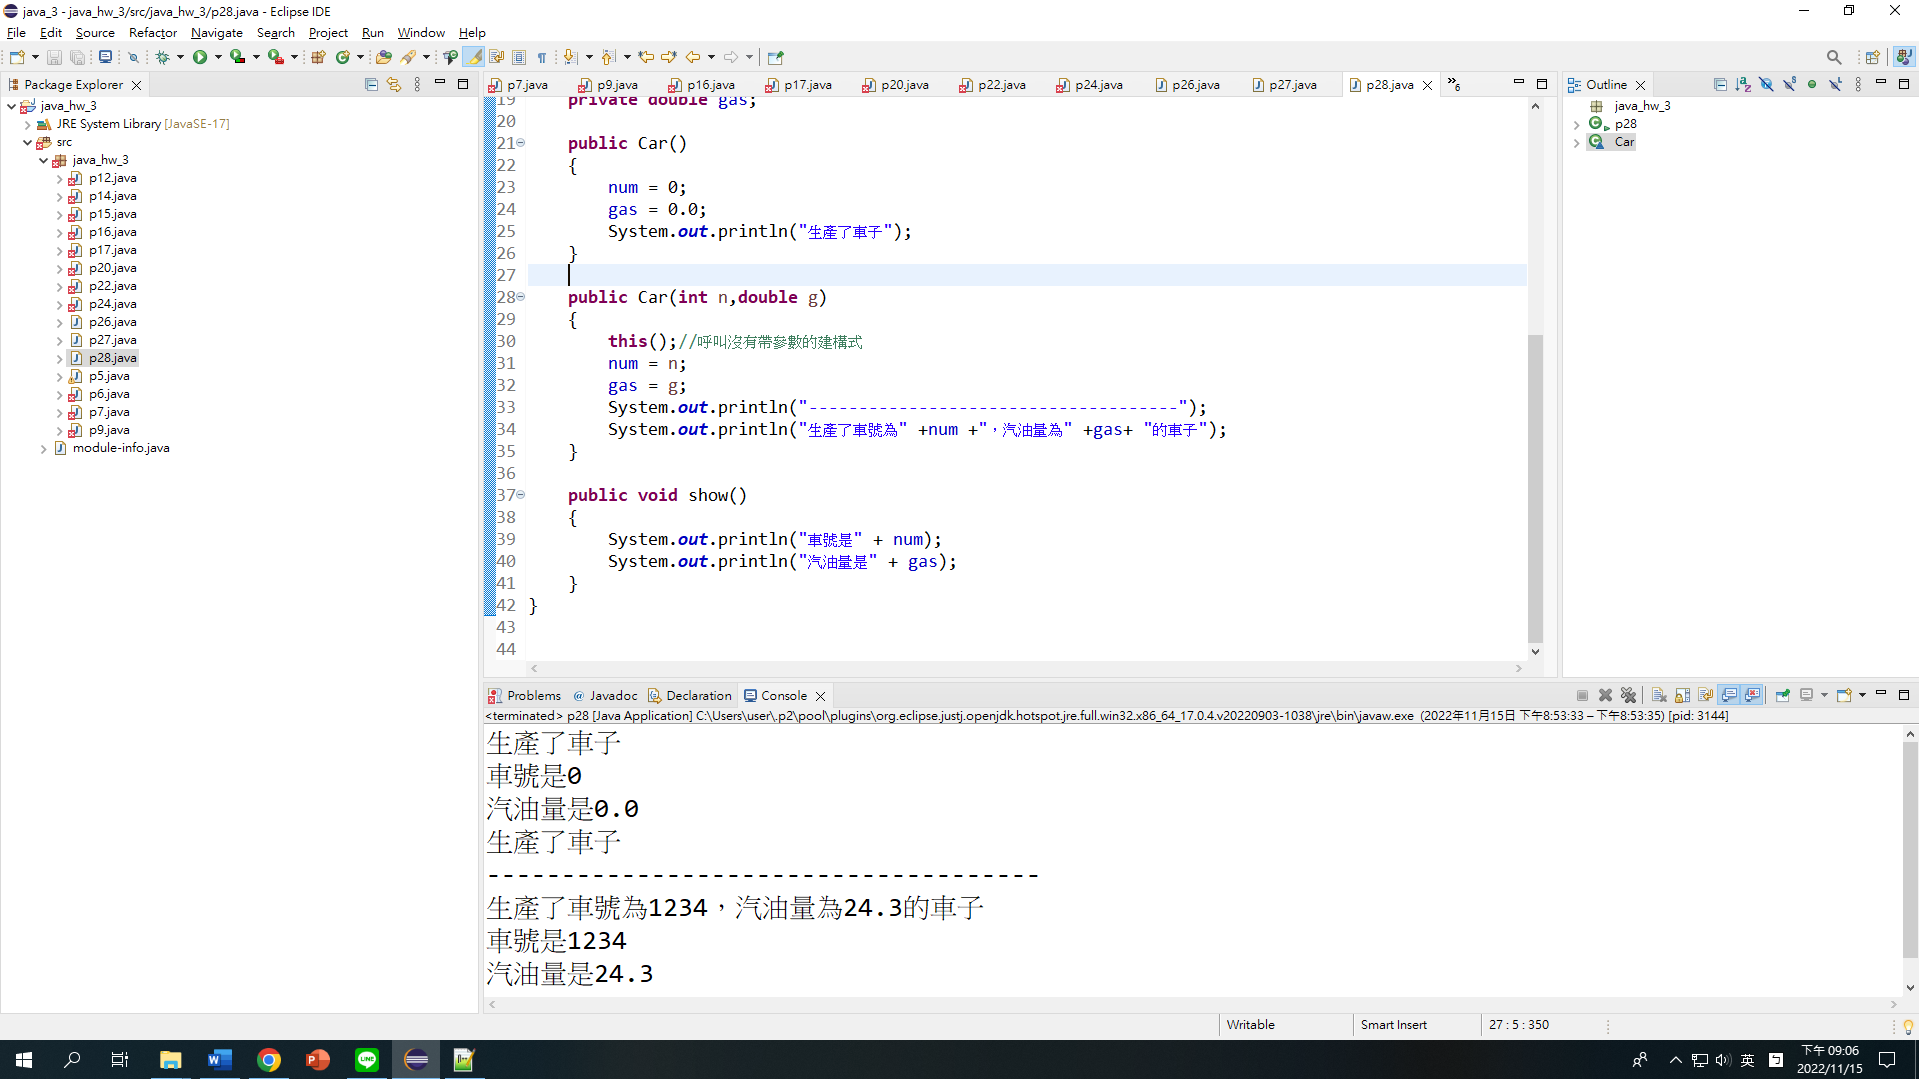 java_3 - java_hw_3/src/java_hw_3/p28.java - Eclipse IDE
File Edit Source Refactor Navigate Search Project Run Window Help
Package Explorer
java_hw_3
JRE System Library [JavaSE-17]
src
java_hw_3
p12.java
p14.java
p15.java
p16.java
p17.java
p20.java
p22.java
p24.java
p26.java
p27.java
p28.java
p5.java
p6.java
p7.java
p9.java
module-info.java
p7.java p9.java p16.java p17.java p20.java p22.java p24.java p26.java p27.java p28.java »6
19 private double gas;
20
21 public Car()
22 {
23 num = 0;
24 gas = 0.0;
25 System.out.println("生產了車子");
26 }
27
28 public Car(int n,double g)
29 {
30 this();//呼叫沒有帶參數的建構式
31 num = n;
32 gas = g;
33 System.out.println("-------------------------------------");
34 System.out.println("生產了車號為" +num +"，汽油量為" +gas+ "的車子");
35 }
36
37 public void show()
38 {
39 System.out.println("車號是" + num);
40 System.out.println("汽油量是" + gas);
41 }
42 }
43
44
Outline
java_hw_3
p28
Car
Problems @ Javadoc Declaration Console
<terminated> p28 [Java Application] C:\Users\user\.p2\pool\plugins\org.eclipse.justj.openjdk.hotspot.jre.full.win32.x86_64_17.0.4.v20220903-1038\jre\bin\javaw.exe (2022年11月15日 下午8:53:33 – 下午8:53:35) [pid: 3144]
生產了車子
車號是0
汽油量是0.0
生產了車子
-------------------------------------
生產了車號為1234，汽油量為24.3的車子
車號是1234
汽油量是24.3
Writable Smart Insert 27 : 5 : 350
英
下午 09:06
2022/11/15